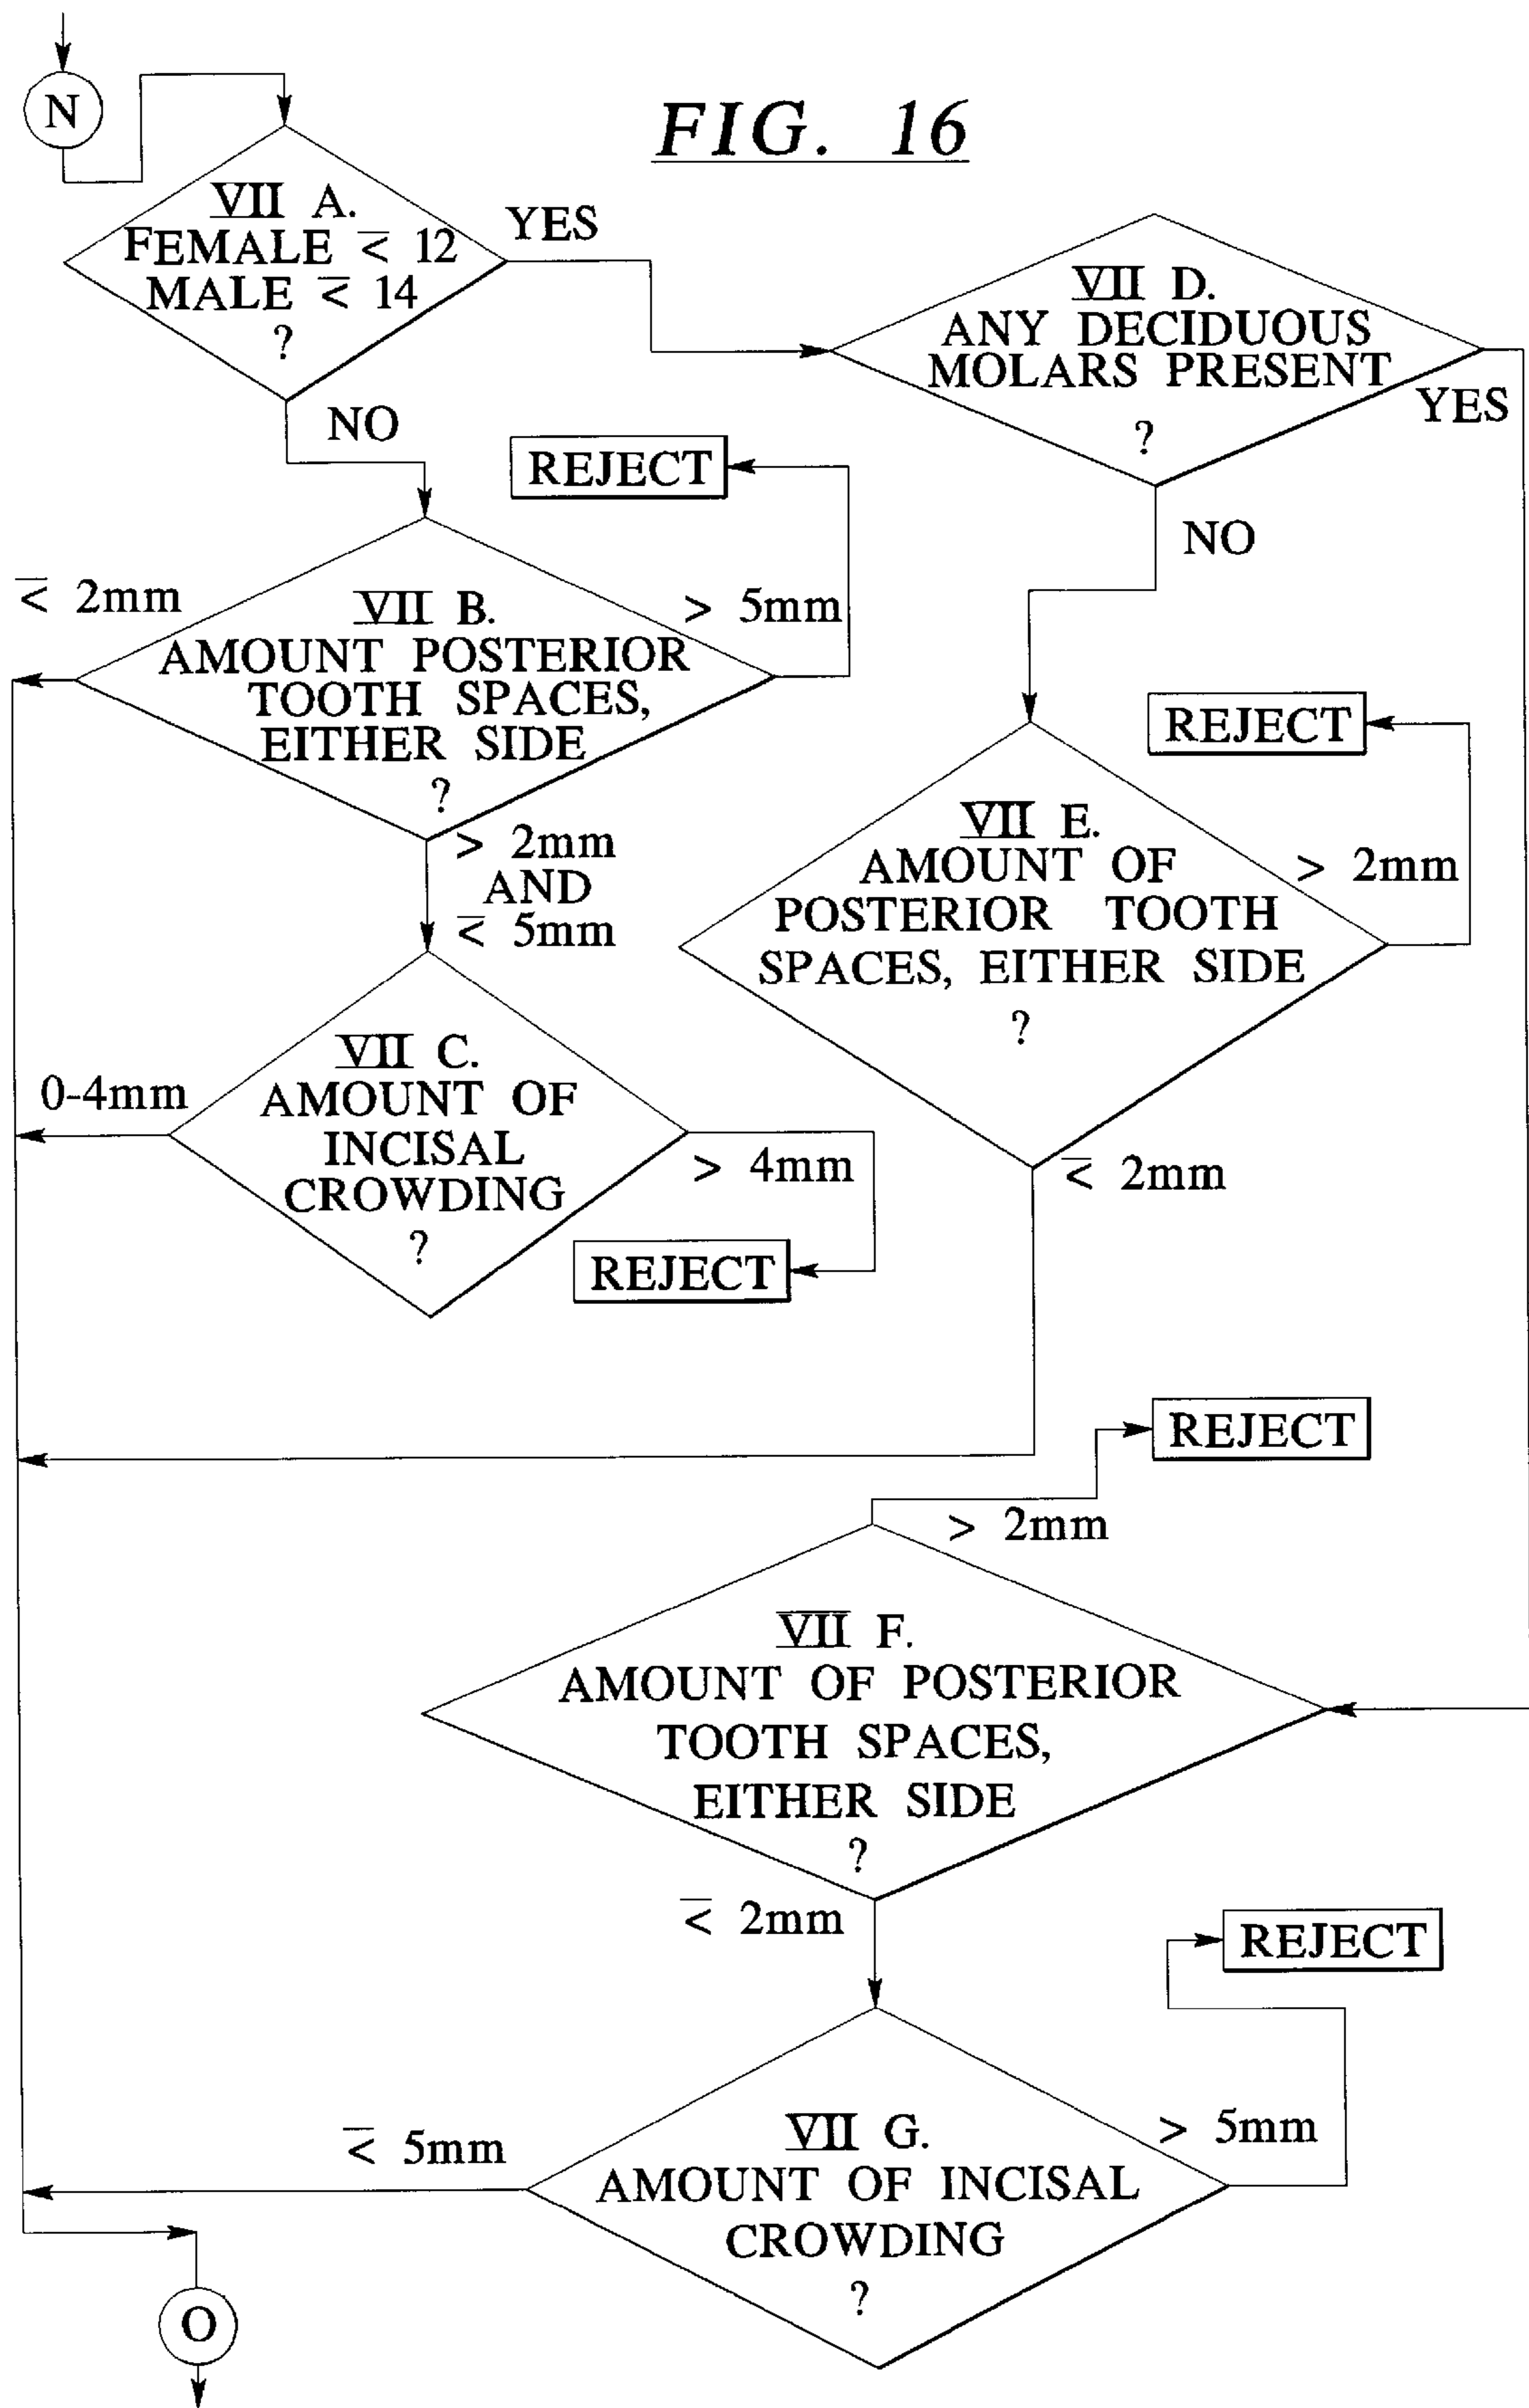 FIG. 16
N
VII A.
FEMALE ≤ 12
MALE ≤ 14
?
YES
NO
VII D.
ANY DECIDUOUS
MOLARS PRESENT
?
YES
NO
REJECT
≤ 2mm
VII B.
AMOUNT POSTERIOR
TOOTH SPACES,
EITHER SIDE
?
> 5mm
> 2mm
AND
≤ 5mm
REJECT
VII E.
AMOUNT OF
POSTERIOR TOOTH
SPACES, EITHER SIDE
?
> 2mm
≤ 2mm
0-4mm
VII C.
AMOUNT OF
INCISAL
CROWDING
?
> 4mm
REJECT
REJECT
> 2mm
VII F.
AMOUNT OF POSTERIOR
TOOTH SPACES,
EITHER SIDE
?
≤ 2mm
REJECT
≤ 5mm
VII G.
AMOUNT OF INCISAL
CROWDING
?
> 5mm
O